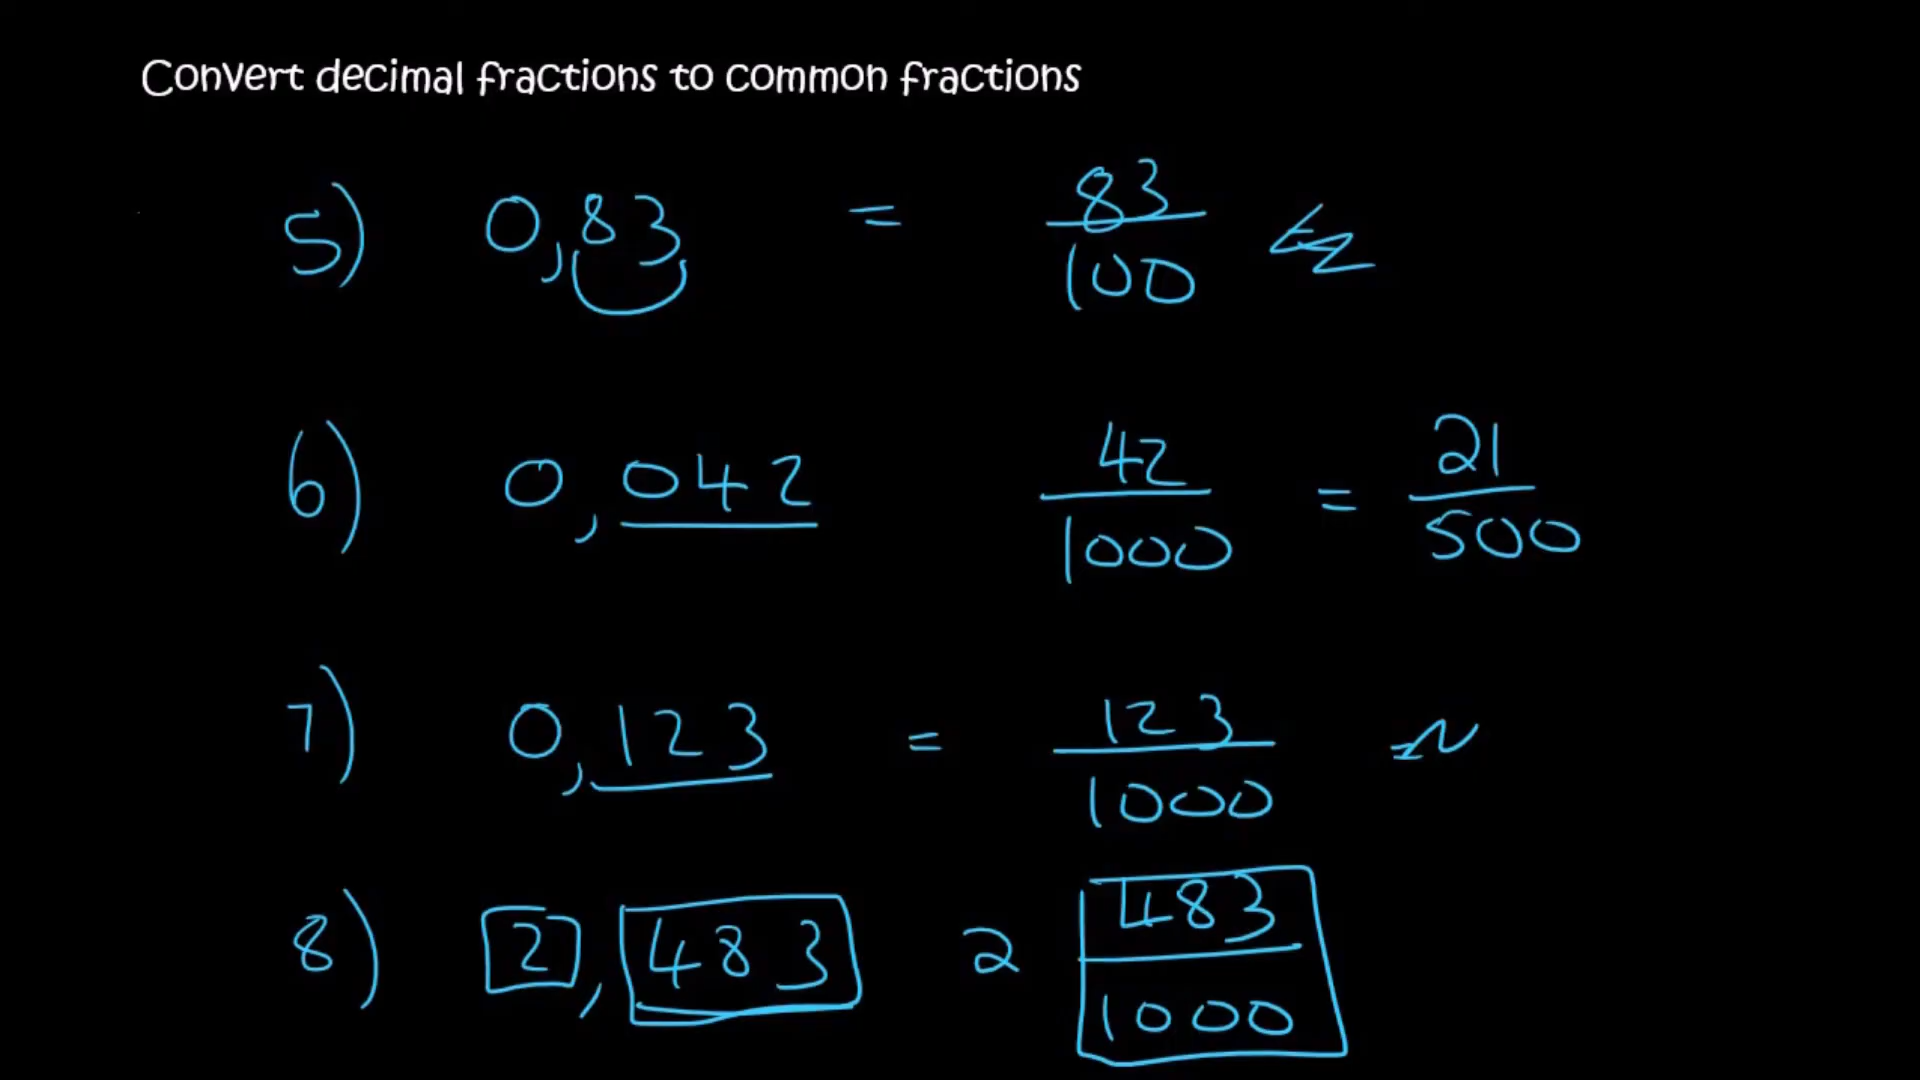 Convert decimal fractions to common fractions
5) 0,83 = 83/100
6) 0,042 42/1000 = 21/500
7) 0,123 = 123/1000
8) 2,483 2 483/1000